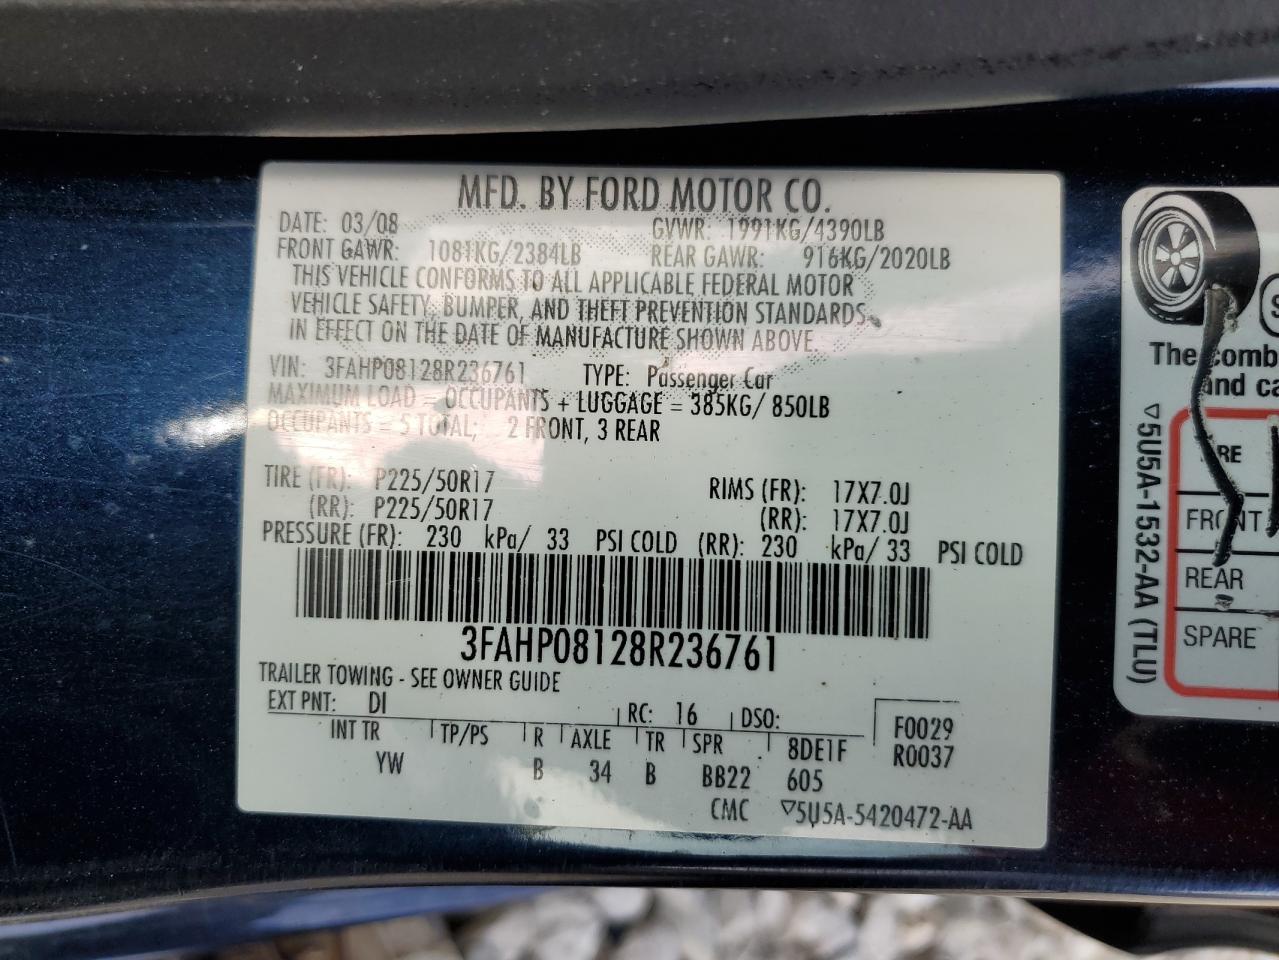 MFD. BY FORD MOTOR CO.
DATE: 03/08 GVWR: 1991KG/4390LB
FRONT GAWR: 1081KG/2384LB REAR GAWR: 916KG/2020LB
THIS VEHICLE CONFORMS TO ALL APPLICABLE FEDERAL MOTOR
VEHICLE SAFETY, BUMPER, AND THEFT PREVENTION STANDARDS
IN EFFECT ON THE DATE OF MANUFACTURE SHOWN ABOVE.
VIN: 3FAHP08128R236761 TYPE: Passenger Car
MAXIMUM LOAD = OCCUPANTS + LUGGAGE = 385KG/ 850LB
OCCUPANTS = 5 TOTAL; 2 FRONT, 3 REAR
TIRE (FR): P225/50R17 RIMS (FR): 17X7.0J
(RR): P225/50R17 (RR): 17X7.0J
PRESSURE (FR): 230 kPa/ 33 PSI COLD (RR): 230 kPa/ 33 PSI COLD
3FAHP08128R236761
TRAILER TOWING - SEE OWNER GUIDE
EXT PNT: DI RC: 16 DSO: F0029
INT TR TP/PS R AXLE TR SPR 8DE1F R0037
YW B 34 B BB22 605
CMC ▽5U5A-5420472-AA
The comb
and ca
▽5U5A-1532-AA (TLU)
FRONT
REAR
SPARE